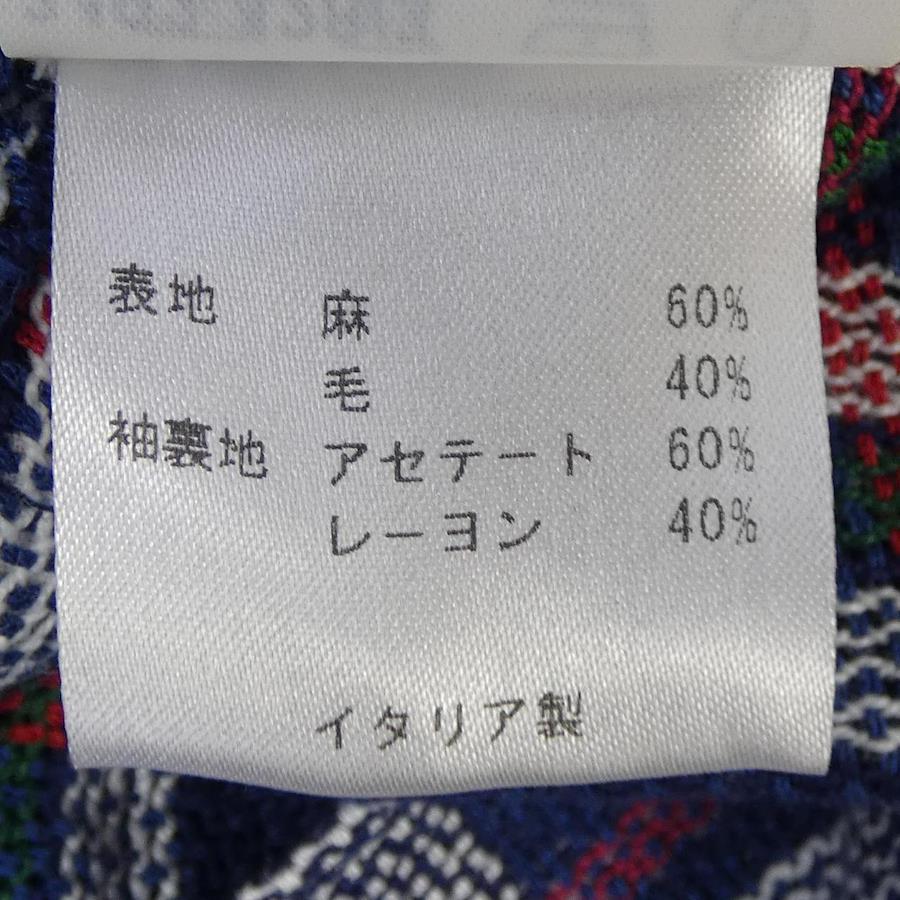 表地 麻 60%
毛 40%
袖裏地 アセテート 60%
レーヨン 40%
イタリア製